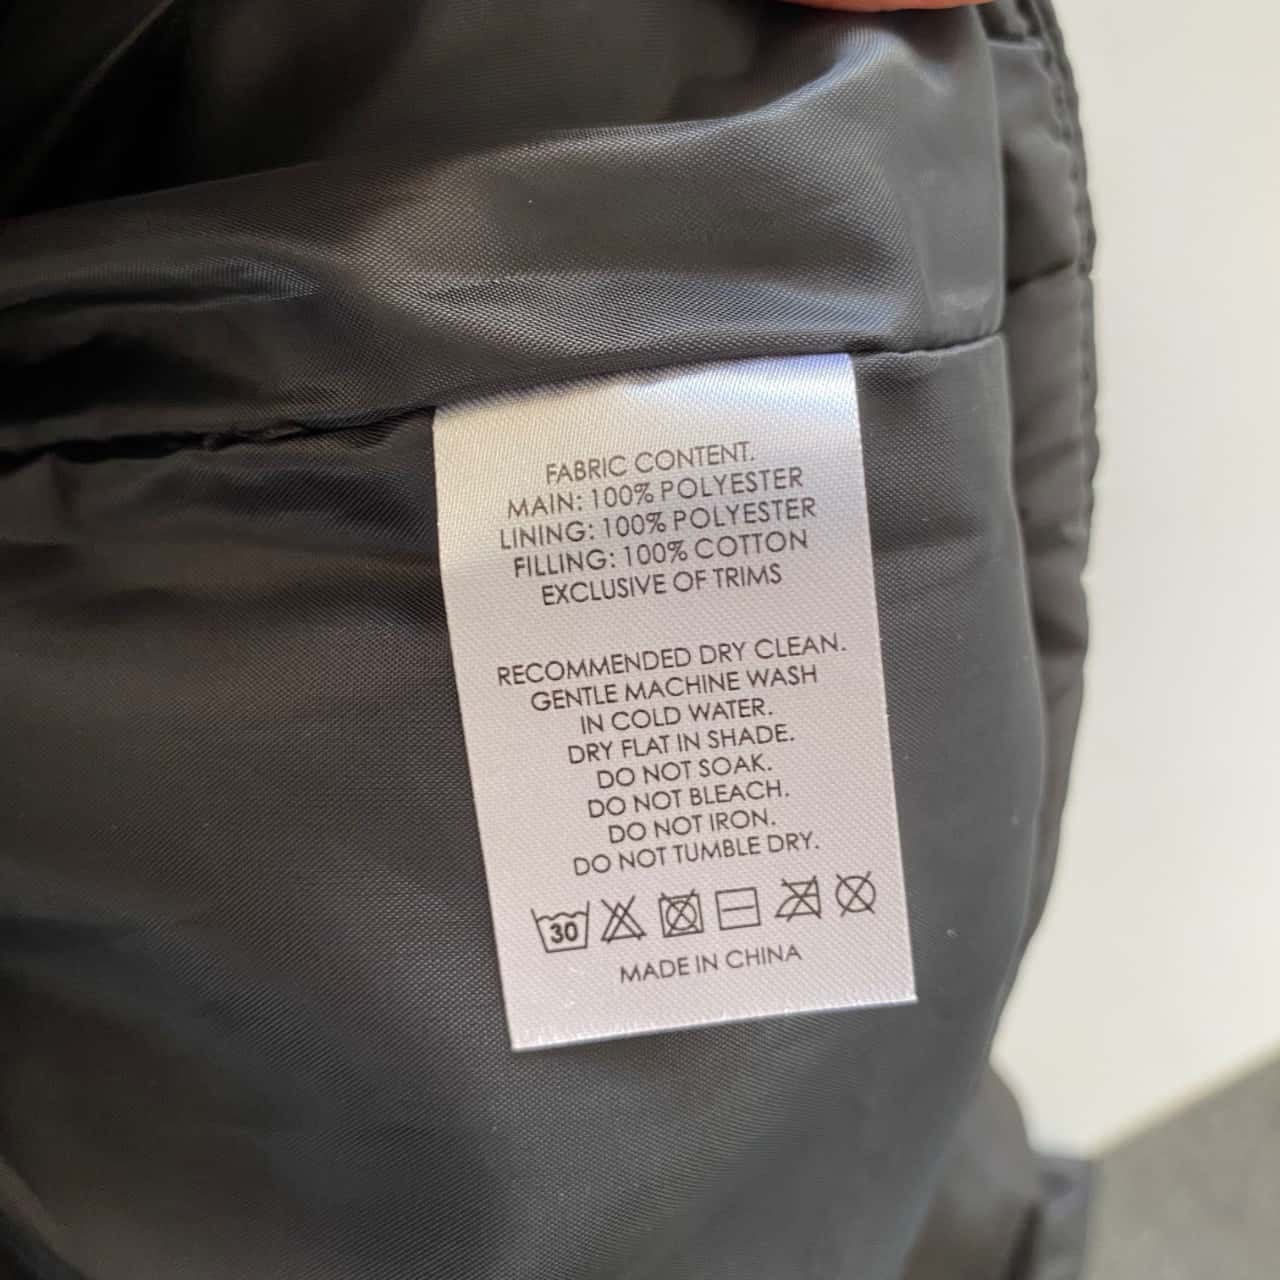 FABRIC CONTENT.
MAIN: 100% POLYESTER
LINING: 100% POLYESTER
FILLING: 100% COTTON
EXCLUSIVE OF TRIMS
RECOMMENDED DRY CLEAN.
GENTLE MACHINE WASH
IN COLD WATER.
DRY FLAT IN SHADE.
DO NOT SOAK.
DO NOT BLEACH.
DO NOT IRON.
DO NOT TUMBLE DRY.
30
MADE IN CHINA